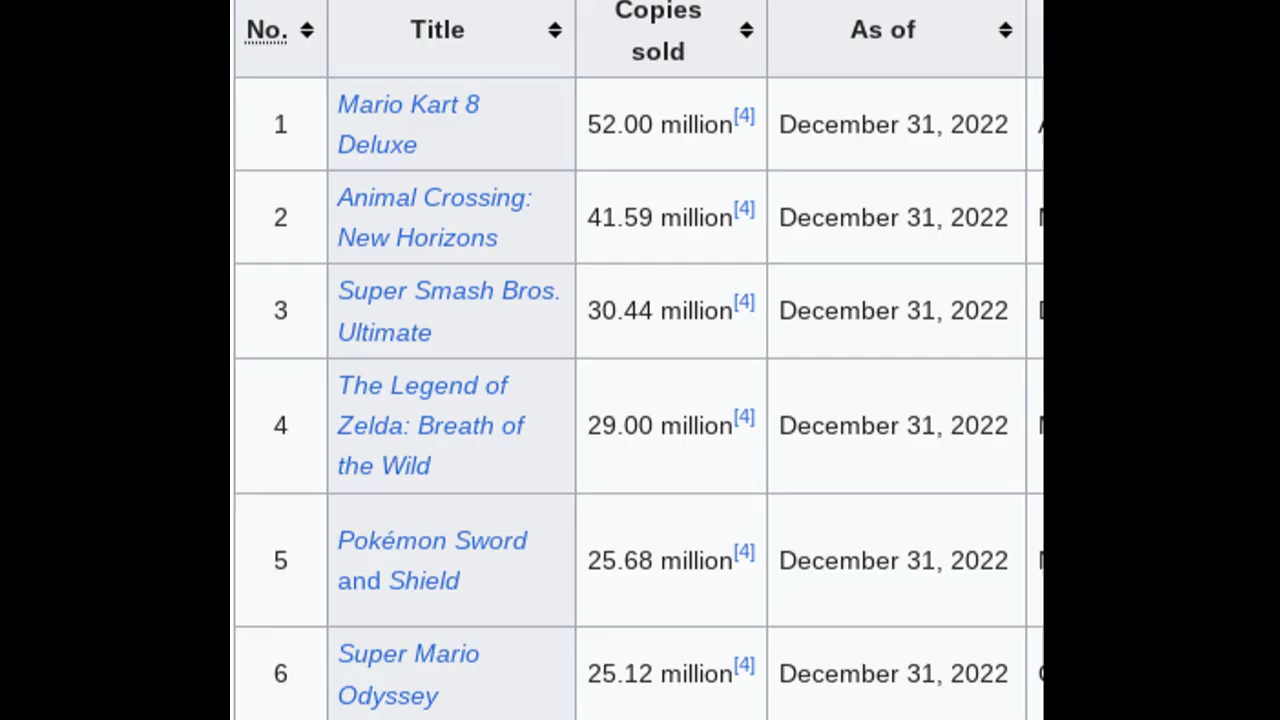 No. Title Copies sold As of
1 Mario Kart 8 Deluxe 52.00 million[4] December 31, 2022
2 Animal Crossing: New Horizons 41.59 million[4] December 31, 2022
3 Super Smash Bros. Ultimate 30.44 million[4] December 31, 2022
4 The Legend of Zelda: Breath of the Wild 29.00 million[4] December 31, 2022
5 Pokémon Sword and Shield 25.68 million[4] December 31, 2022
6 Super Mario Odyssey 25.12 million[4] December 31, 2022